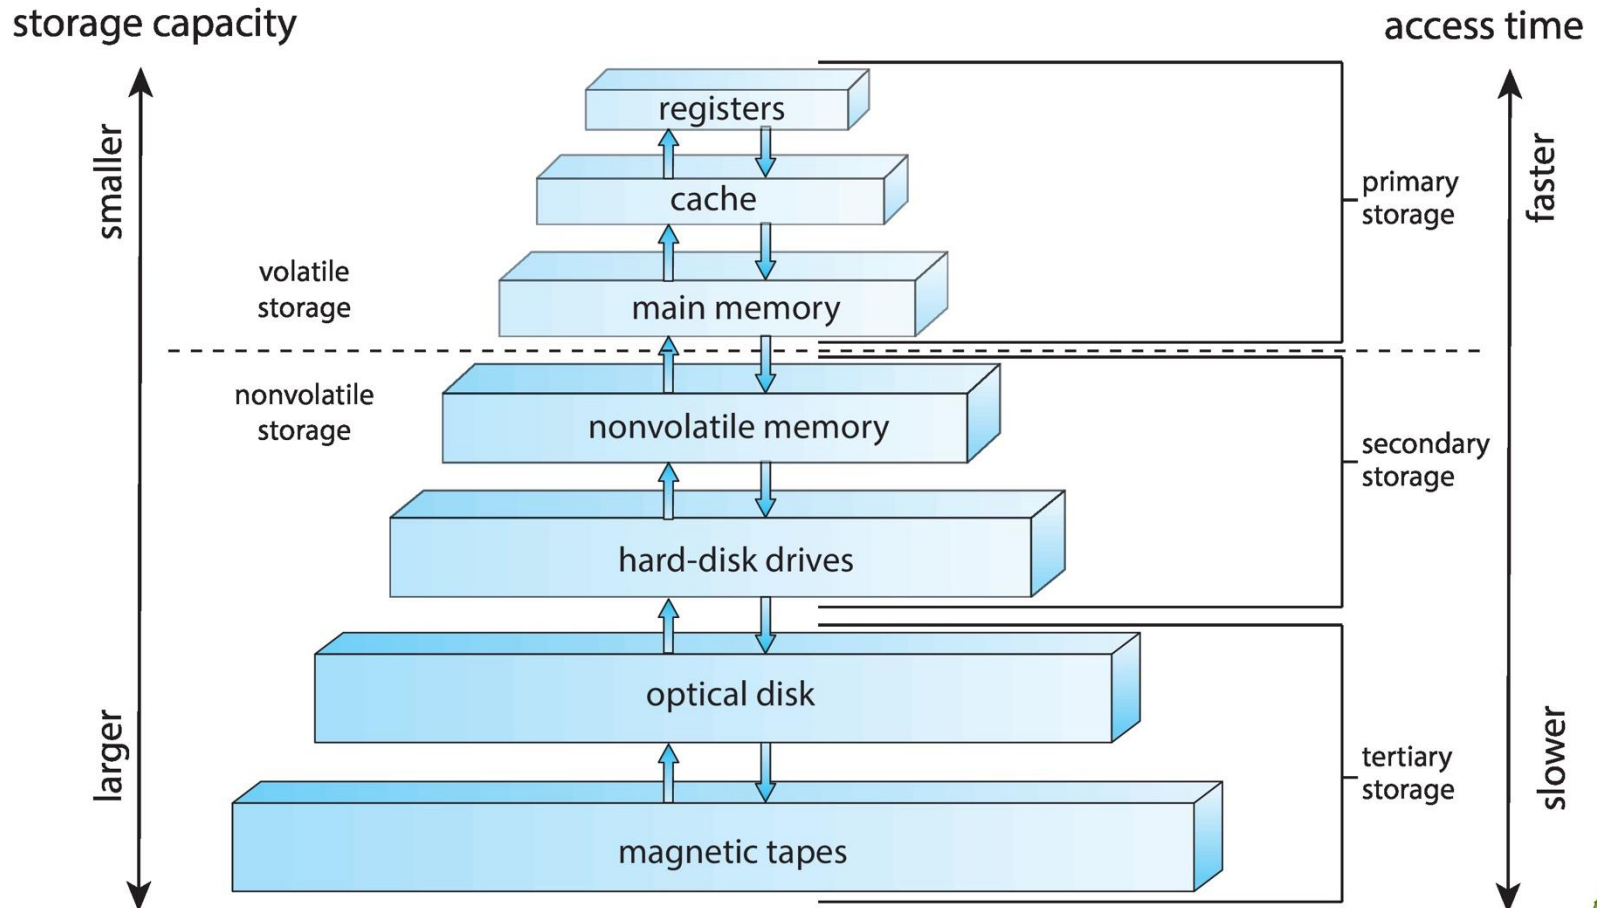 storage capacity
access time
registers
smaller
faster
cache
primary
storage
volatile
storage
main memory
nonvolatile
storage
nonvolatile memory
secondary
storage
hard-disk drives
optical disk
larger
slower
tertiary
storage
magnetic tapes